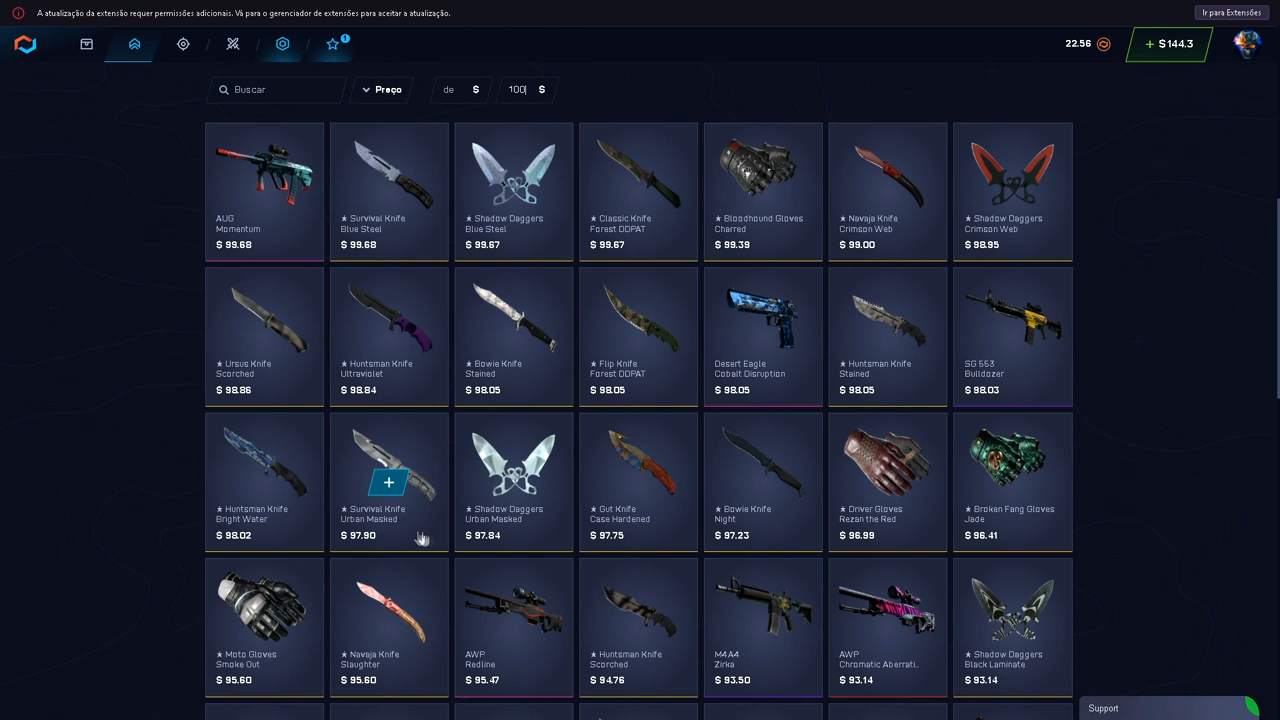 A atualização da extensão requer permissões adicionais. Vá para o gerenciador de extensões para aceitar a atualização.
Ir para Extensões
1
22.56
+ $ 144.3
Buscar
Preço
de $
100 $
AUG
Momentum
$ 99.68
★ Survival Knife
Blue Steel
$ 99.68
★ Shadow Daggers
Blue Steel
$ 99.67
★ Classic Knife
Forest DDPAT
$ 99.67
★ Bloodhound Gloves
Charred
$ 99.39
★ Navaja Knife
Crimson Web
$ 99.00
★ Shadow Daggers
Crimson Web
$ 98.95
★ Ursus Knife
Scorched
$ 98.86
★ Huntsman Knife
Ultraviolet
$ 98.84
★ Bowie Knife
Stained
$ 98.05
★ Flip Knife
Forest DDPAT
$ 98.05
Desert Eagle
Cobalt Disruption
$ 98.05
★ Huntsman Knife
Stained
$ 98.05
SG 553
Bulldozer
$ 98.03
★ Huntsman Knife
Bright Water
$ 98.02
+
★ Survival Knife
Urban Masked
$ 97.90
★ Shadow Daggers
Urban Masked
$ 97.84
★ Gut Knife
Case Hardened
$ 97.75
★ Bowie Knife
Night
$ 97.23
★ Driver Gloves
Rezan the Red
$ 96.99
★ Broken Fang Gloves
Jade
$ 96.41
★ Moto Gloves
Smoke Out
$ 95.60
★ Navaja Knife
Slaughter
$ 95.60
AWP
Redline
$ 95.47
★ Huntsman Knife
Scorched
$ 94.76
M4A4
Zirka
$ 93.50
AWP
Chromatic Aberrati...
$ 93.14
★ Shadow Daggers
Black Laminate
$ 93.14
Support